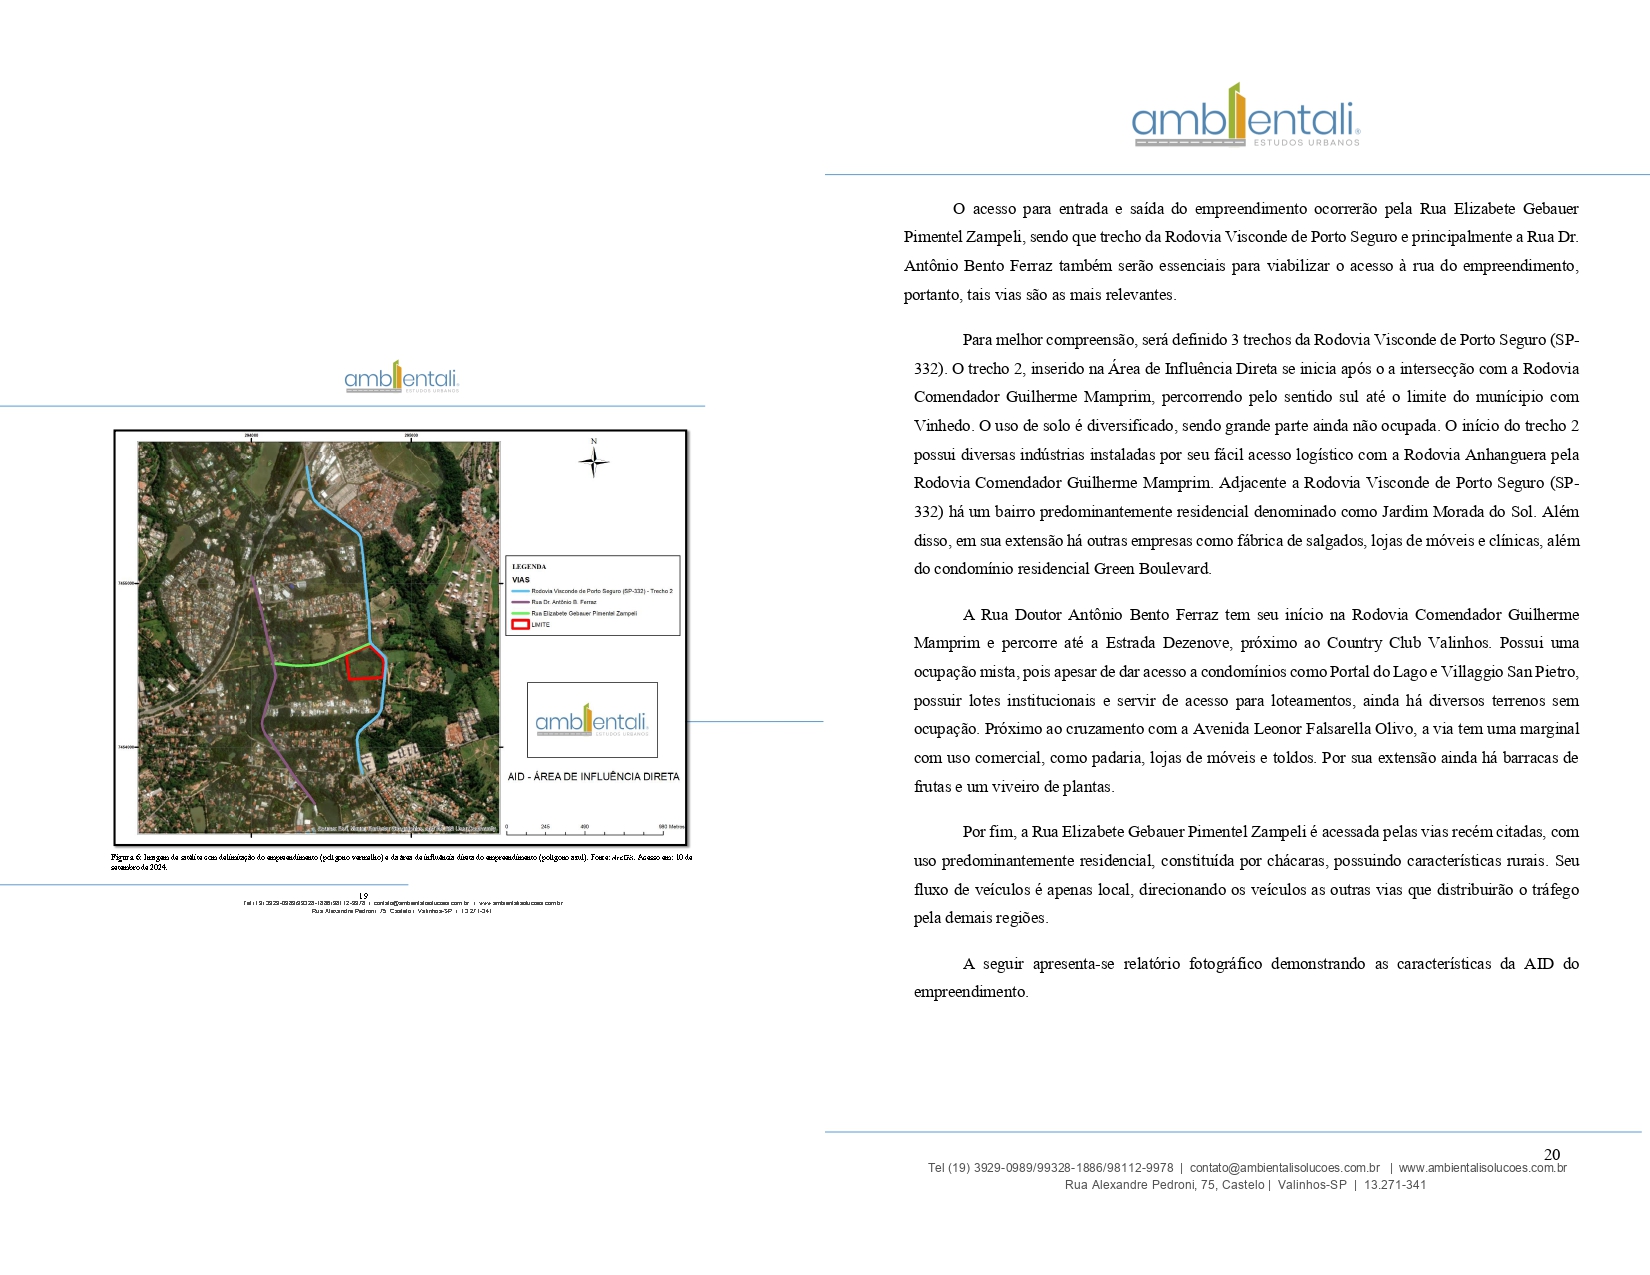 ambientali®
ESTUDOS URBANOS
294000
295000
N
7455000
7454000
LEGENDA
VIAS
Rodovia Visconde de Porto Seguro (SP-332) - Trecho 2
Rua Dr. Antônio B. Ferraz
Rua Elizabete Gebauer Pimentel Zampeli
LIMITE
ambientali
ESTUDOS URBANOS
AID - ÁREA DE INFLUÊNCIA DIRETA
0 245 490 980 Metros
Figura 6: Imagem de satélite com delimitação do empreendimento (polígono vermelho) e da área de influência direta do empreendimento (polígono azul). Fonte: ArcGis. Acesso em: 10 de
setembro de 2024.
19
Tel (19) 3929-0989/99328-1886/98112-9978 | contato@ambientalisolucoes.com.br | www.ambientalisolucoes.com.br
Rua Alexandre Pedroni, 75, Castelo | Valinhos-SP | 13.271-341
ambientali®
ESTUDOS URBANOS
O acesso para entrada e saída do empreendimento ocorrerão pela Rua Elizabete Gebauer
Pimentel Zampeli, sendo que trecho da Rodovia Visconde de Porto Seguro e principalmente a Rua Dr.
Antônio Bento Ferraz também serão essenciais para viabilizar o acesso à rua do empreendimento,
portanto, tais vias são as mais relevantes.
Para melhor compreensão, será definido 3 trechos da Rodovia Visconde de Porto Seguro (SP-
332). O trecho 2, inserido na Área de Influência Direta se inicia após o a intersecção com a Rodovia
Comendador Guilherme Mamprim, percorrendo pelo sentido sul até o limite do munícipio com
Vinhedo. O uso de solo é diversificado, sendo grande parte ainda não ocupada. O início do trecho 2
possui diversas indústrias instaladas por seu fácil acesso logístico com a Rodovia Anhanguera pela
Rodovia Comendador Guilherme Mamprim. Adjacente a Rodovia Visconde de Porto Seguro (SP-
332) há um bairro predominantemente residencial denominado como Jardim Morada do Sol. Além
disso, em sua extensão há outras empresas como fábrica de salgados, lojas de móveis e clínicas, além
do condomínio residencial Green Boulevard.
A Rua Doutor Antônio Bento Ferraz tem seu início na Rodovia Comendador Guilherme
Mamprim e percorre até a Estrada Dezenove, próximo ao Country Club Valinhos. Possui uma
ocupação mista, pois apesar de dar acesso a condomínios como Portal do Lago e Villaggio San Pietro,
possuir lotes institucionais e servir de acesso para loteamentos, ainda há diversos terrenos sem
ocupação. Próximo ao cruzamento com a Avenida Leonor Falsarella Olivo, a via tem uma marginal
com uso comercial, como padaria, lojas de móveis e toldos. Por sua extensão ainda há barracas de
frutas e um viveiro de plantas.
Por fim, a Rua Elizabete Gebauer Pimentel Zampeli é acessada pelas vias recém citadas, com
uso predominantemente residencial, constituída por chácaras, possuindo características rurais. Seu
fluxo de veículos é apenas local, direcionando os veículos as outras vias que distribuirão o tráfego
pela demais regiões.
A seguir apresenta-se relatório fotográfico demonstrando as características da AID do
empreendimento.
20
Tel (19) 3929-0989/99328-1886/98112-9978 | contato@ambientalisolucoes.com.br | www.ambientalisolucoes.com.br
Rua Alexandre Pedroni, 75, Castelo | Valinhos-SP | 13.271-341